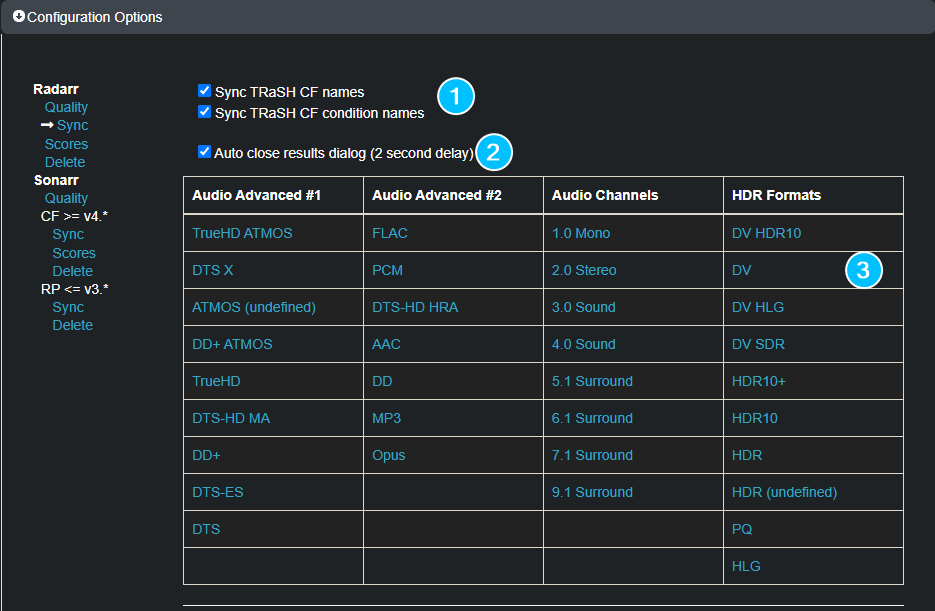 Configuration Options
Radarr
Quality
Sync
Scores
Delete
Sonarr
Quality
CF >= v4.*
Sync
Scores
Delete
RP <= v3.*
Sync
Delete
Sync TRaSH CF names
Sync TRaSH CF condition names
1
Auto close results dialog (2 second delay)
2
Audio Advanced #1 Audio Advanced #2 Audio Channels HDR Formats
TrueHD ATMOS FLAC 1.0 Mono DV HDR10
DTS X PCM 2.0 Stereo DV 3
ATMOS (undefined) DTS-HD HRA 3.0 Sound DV HLG
DD+ ATMOS AAC 4.0 Sound DV SDR
TrueHD DD 5.1 Surround HDR10+
DTS-HD MA MP3 6.1 Surround HDR10
DD+ Opus 7.1 Surround HDR
DTS-ES 9.1 Surround HDR (undefined)
DTS PQ
HLG